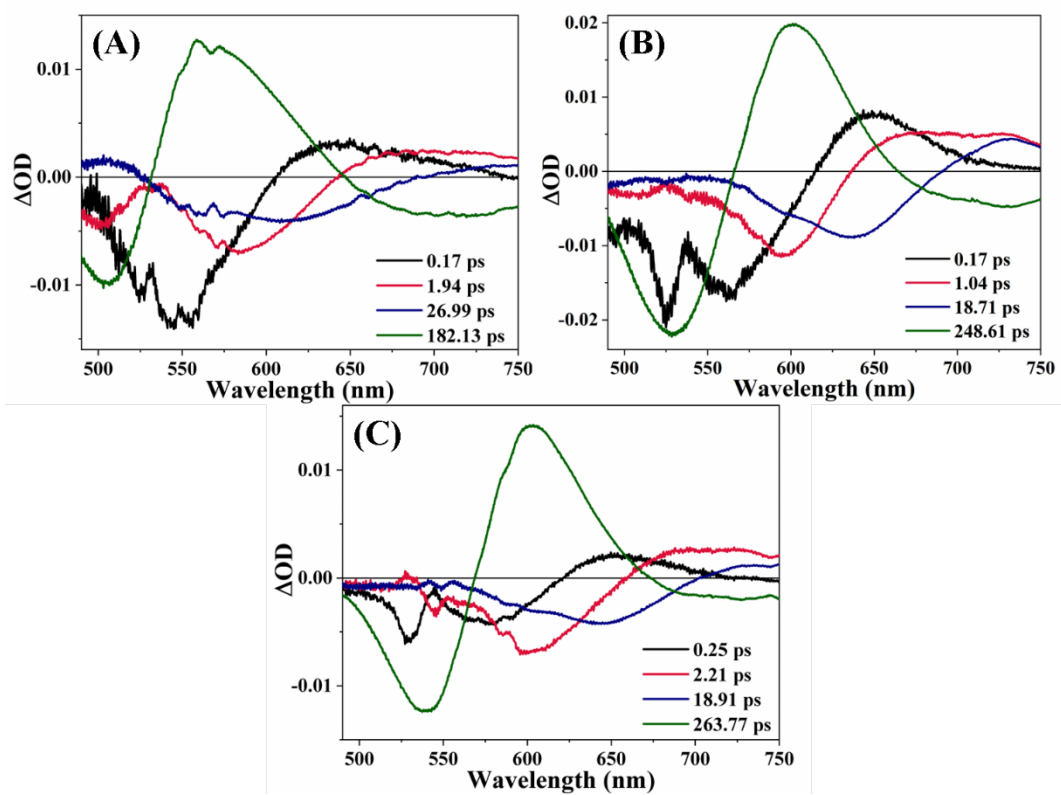 (A)
0.01
0.00
-0.01
ΔOD
0.17 ps
1.94 ps
26.99 ps
182.13 ps
500 550 600 650 700 750
Wavelength (nm)
(B)
0.02
0.01
0.00
-0.01
-0.02
ΔOD
0.17 ps
1.04 ps
18.71 ps
248.61 ps
500 550 600 650 700 750
Wavelength (nm)
(C)
0.01
0.00
-0.01
ΔOD
0.25 ps
2.21 ps
18.91 ps
263.77 ps
500 550 600 650 700 750
Wavelength (nm)